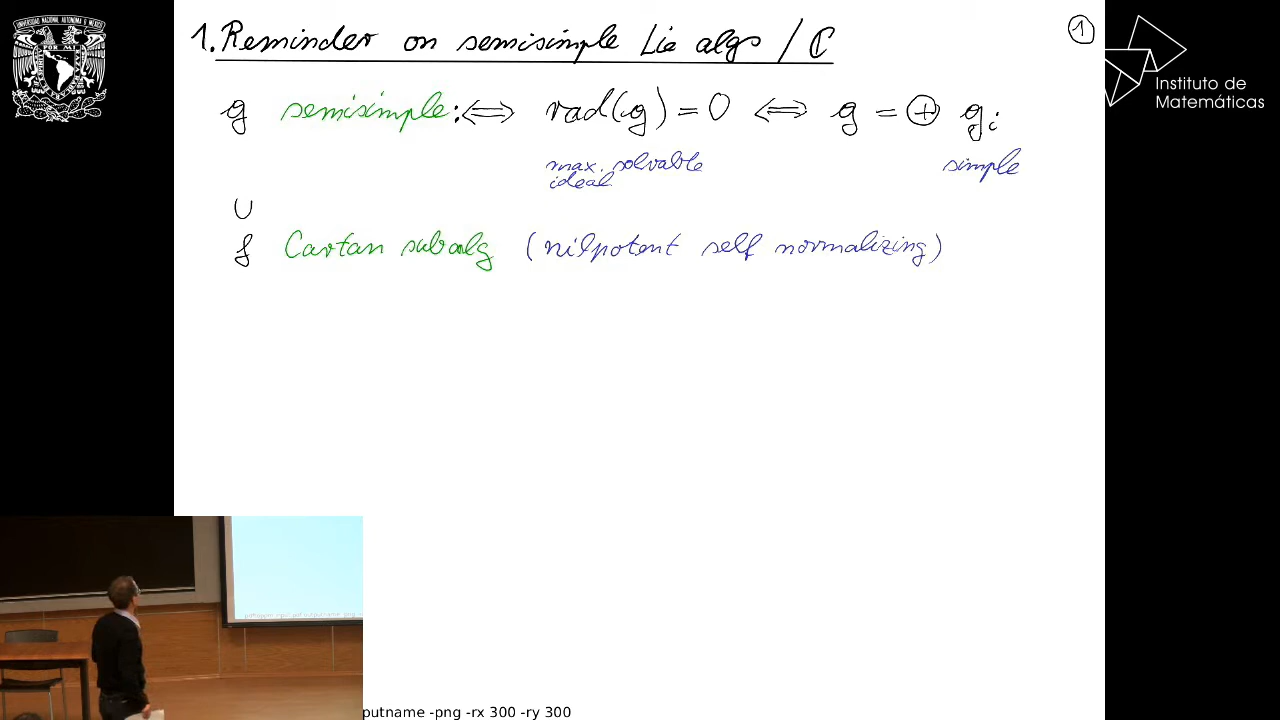 1. Reminder on semisimple Lie algs / ℂ
①
Instituto de
Matemáticas
g semisimple :⟺ rad(g) = 0 ⟺ g = ⊕ gᵢ
max. solvable ideal
simple
∪
f Cartan subalg (nilpotent self normalizing)
putname -png -rx 300 -ry 300